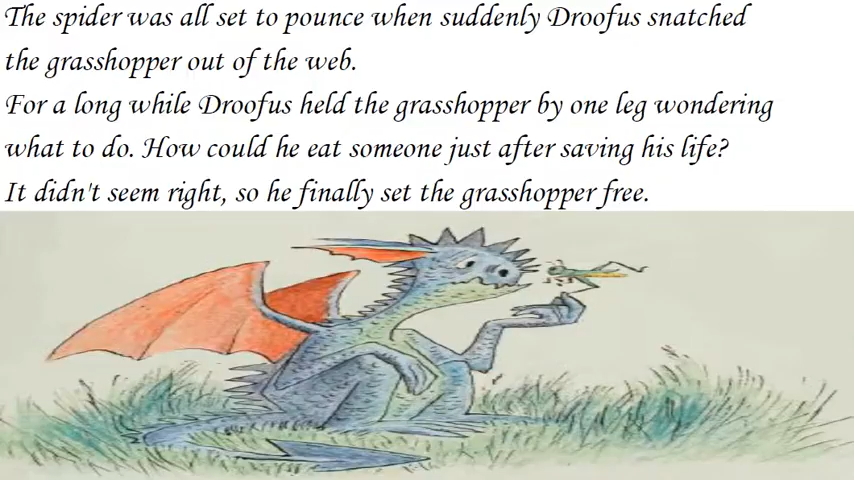 The spider was all set to pounce when suddenly Droofus snatched
the grasshopper out of the web.
For a long while Droofus held the grasshopper by one leg wondering
what to do. How could he eat someone just after saving his life?
It didn't seem right, so he finally set the grasshopper free.